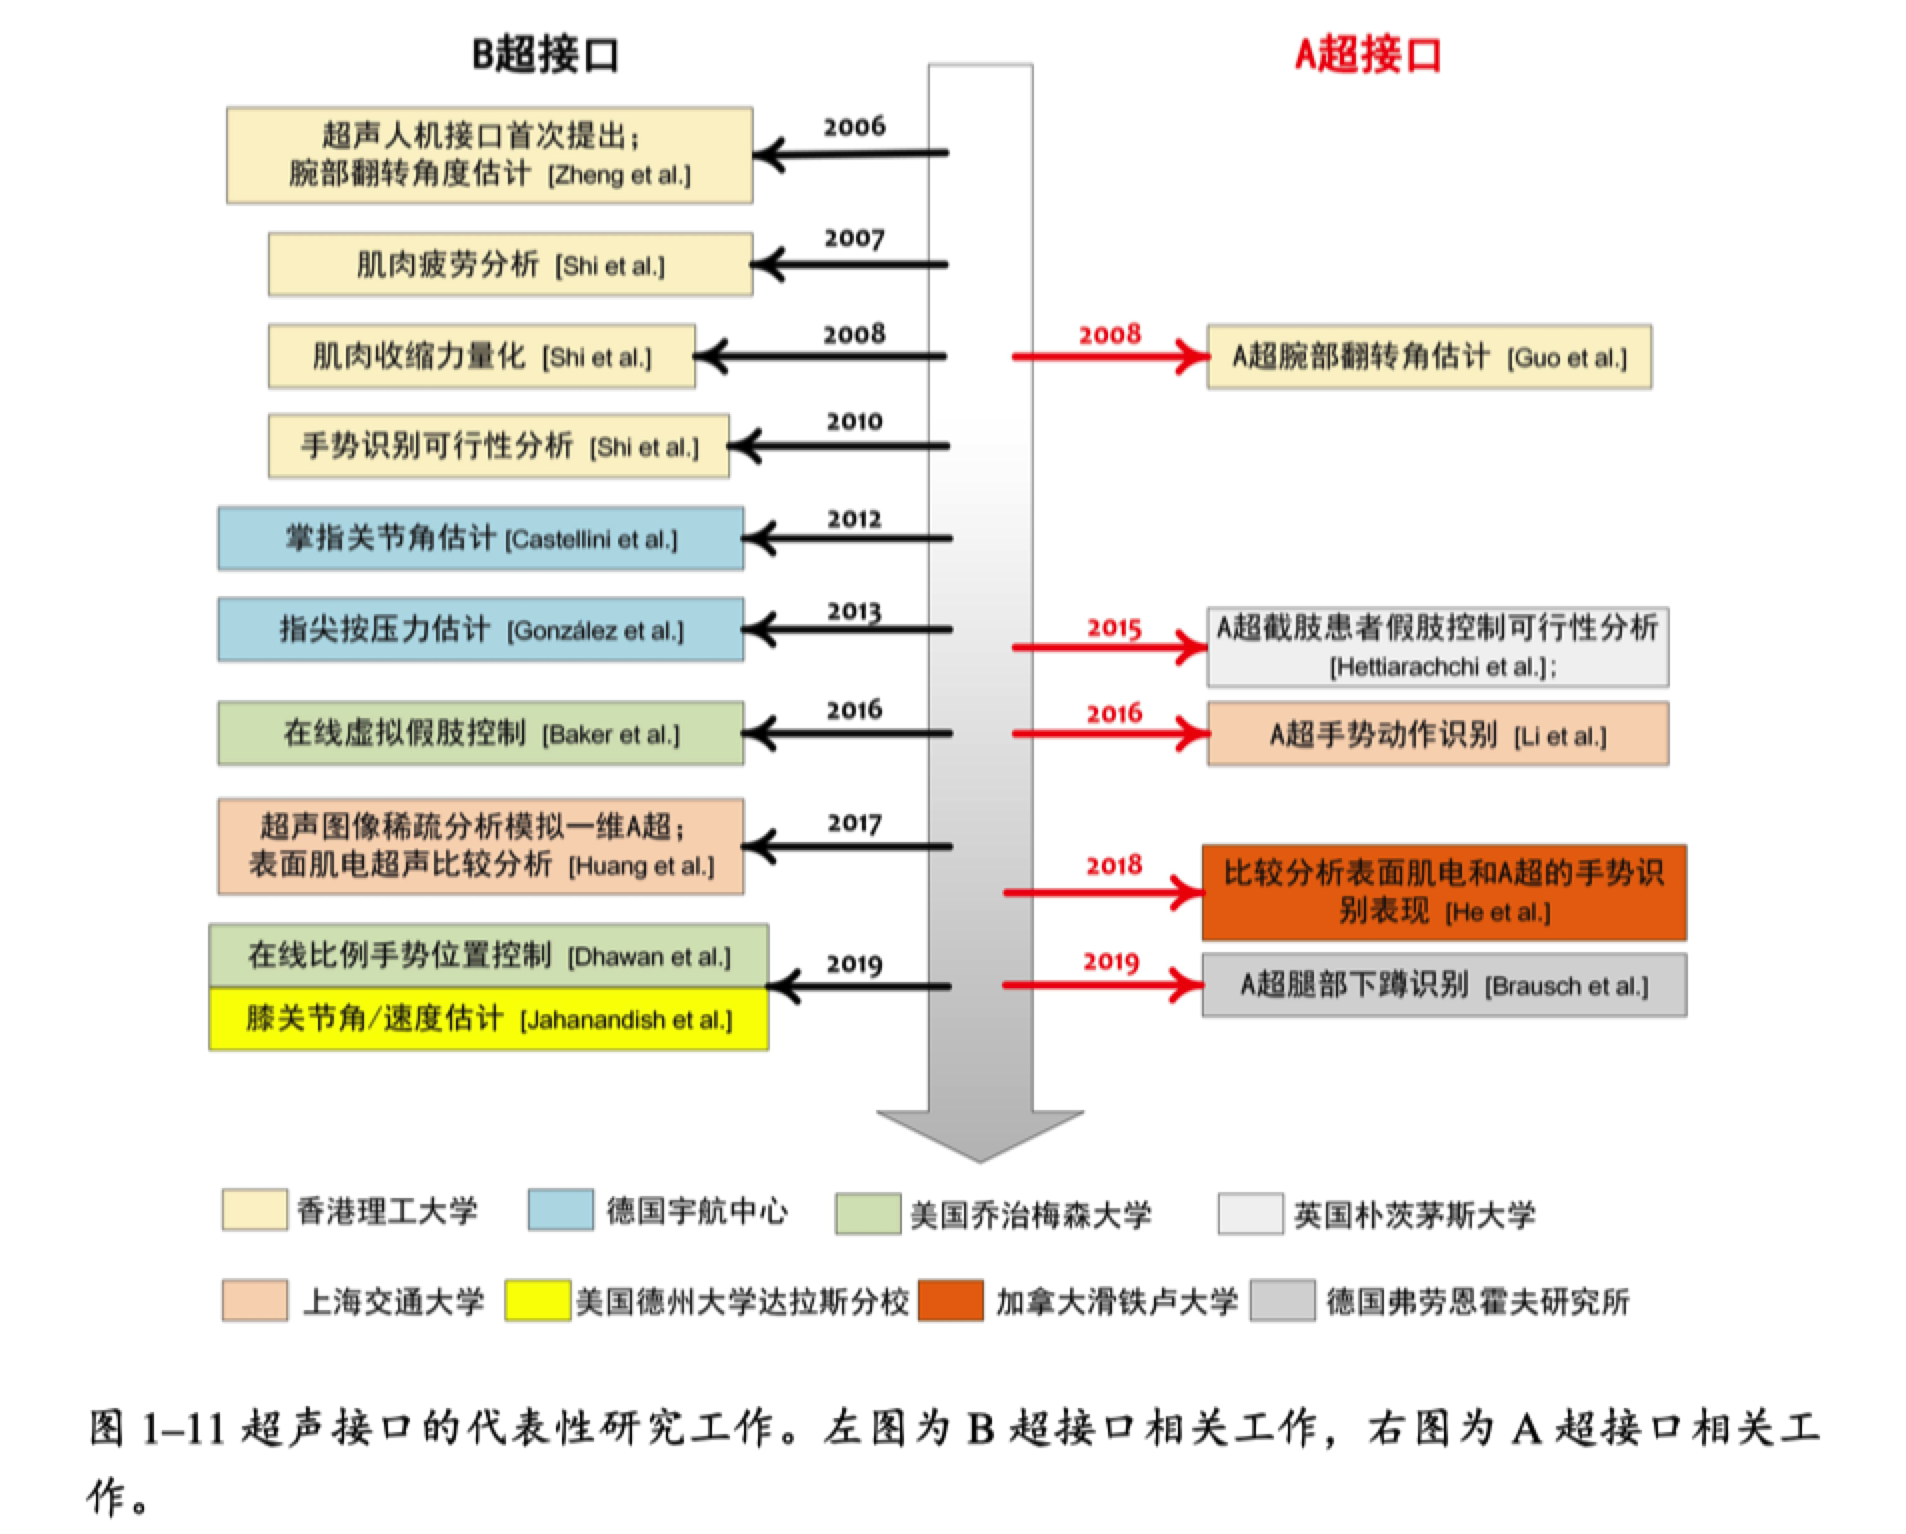 B超接口
A超接口
2006
超声人机接口首次提出；
腕部翻转角度估计 [Zheng et al.]
2007
肌肉疲劳分析 [Shi et al.]
2008
肌肉收缩力量化 [Shi et al.]
2008
A超腕部翻转角估计 [Guo et al.]
2010
手势识别可行性分析 [Shi et al.]
2012
掌指关节角估计 [Castellini et al.]
2013
指尖按压力估计 [González et al.]
2015
A超截肢患者假肢控制可行性分析
[Hettiarachchi et al.]；
2016
在线虚拟假肢控制 [Baker et al.]
2016
A超手势动作识别 [Li et al.]
2017
超声图像稀疏分析模拟一维A超；
表面肌电超声比较分析 [Huang et al.]
2018
比较分析表面肌电和A超的手势识
别表现 [He et al.]
2019
在线比例手势位置控制 [Dhawan et al.]
膝关节角/速度估计 [Jahanandish et al.]
2019
A超腿部下蹲识别 [Brausch et al.]
香港理工大学
德国宇航中心
美国乔治梅森大学
英国朴茨茅斯大学
上海交通大学
美国德州大学达拉斯分校
加拿大滑铁卢大学
德国弗劳恩霍夫研究所
图 1–11 超声接口的代表性研究工作。左图为 B 超接口相关工作，右图为 A 超接口相关工
作。